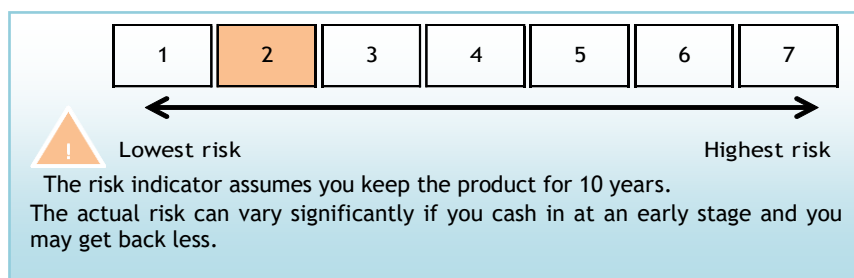 1 2 3 4 5 6 7
!
Lowest risk Highest risk
The risk indicator assumes you keep the product for 10 years.
The actual risk can vary significantly if you cash in at an early stage and you
may get back less.